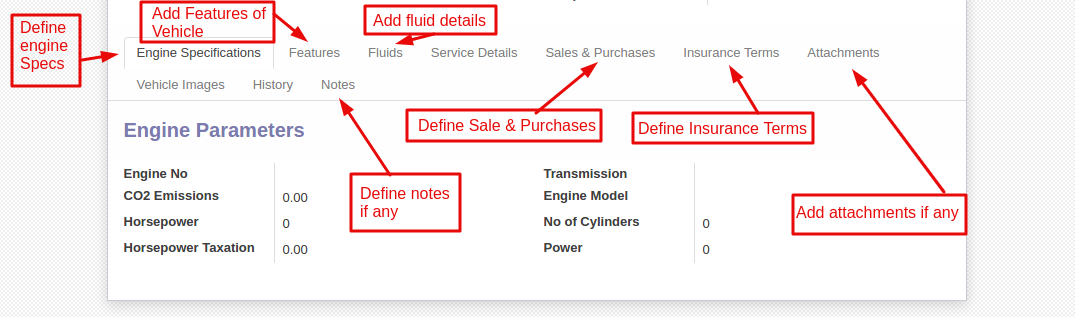 Add Features of
Vehicle
Add fluid details
Define
engine
Specs
Engine Specifications
Features
Fluids
Service Details
Sales & Purchases
Insurance Terms
Attachments
Vehicle Images
History
Notes
Define Sale & Purchases
Define Insurance Terms
Engine Parameters
Engine No
Transmission
CO2 Emissions 0.00
Engine Model
Define notes
if any
Horsepower 0
No of Cylinders 0
Add attachments if any
Horsepower Taxation 0.00
Power 0